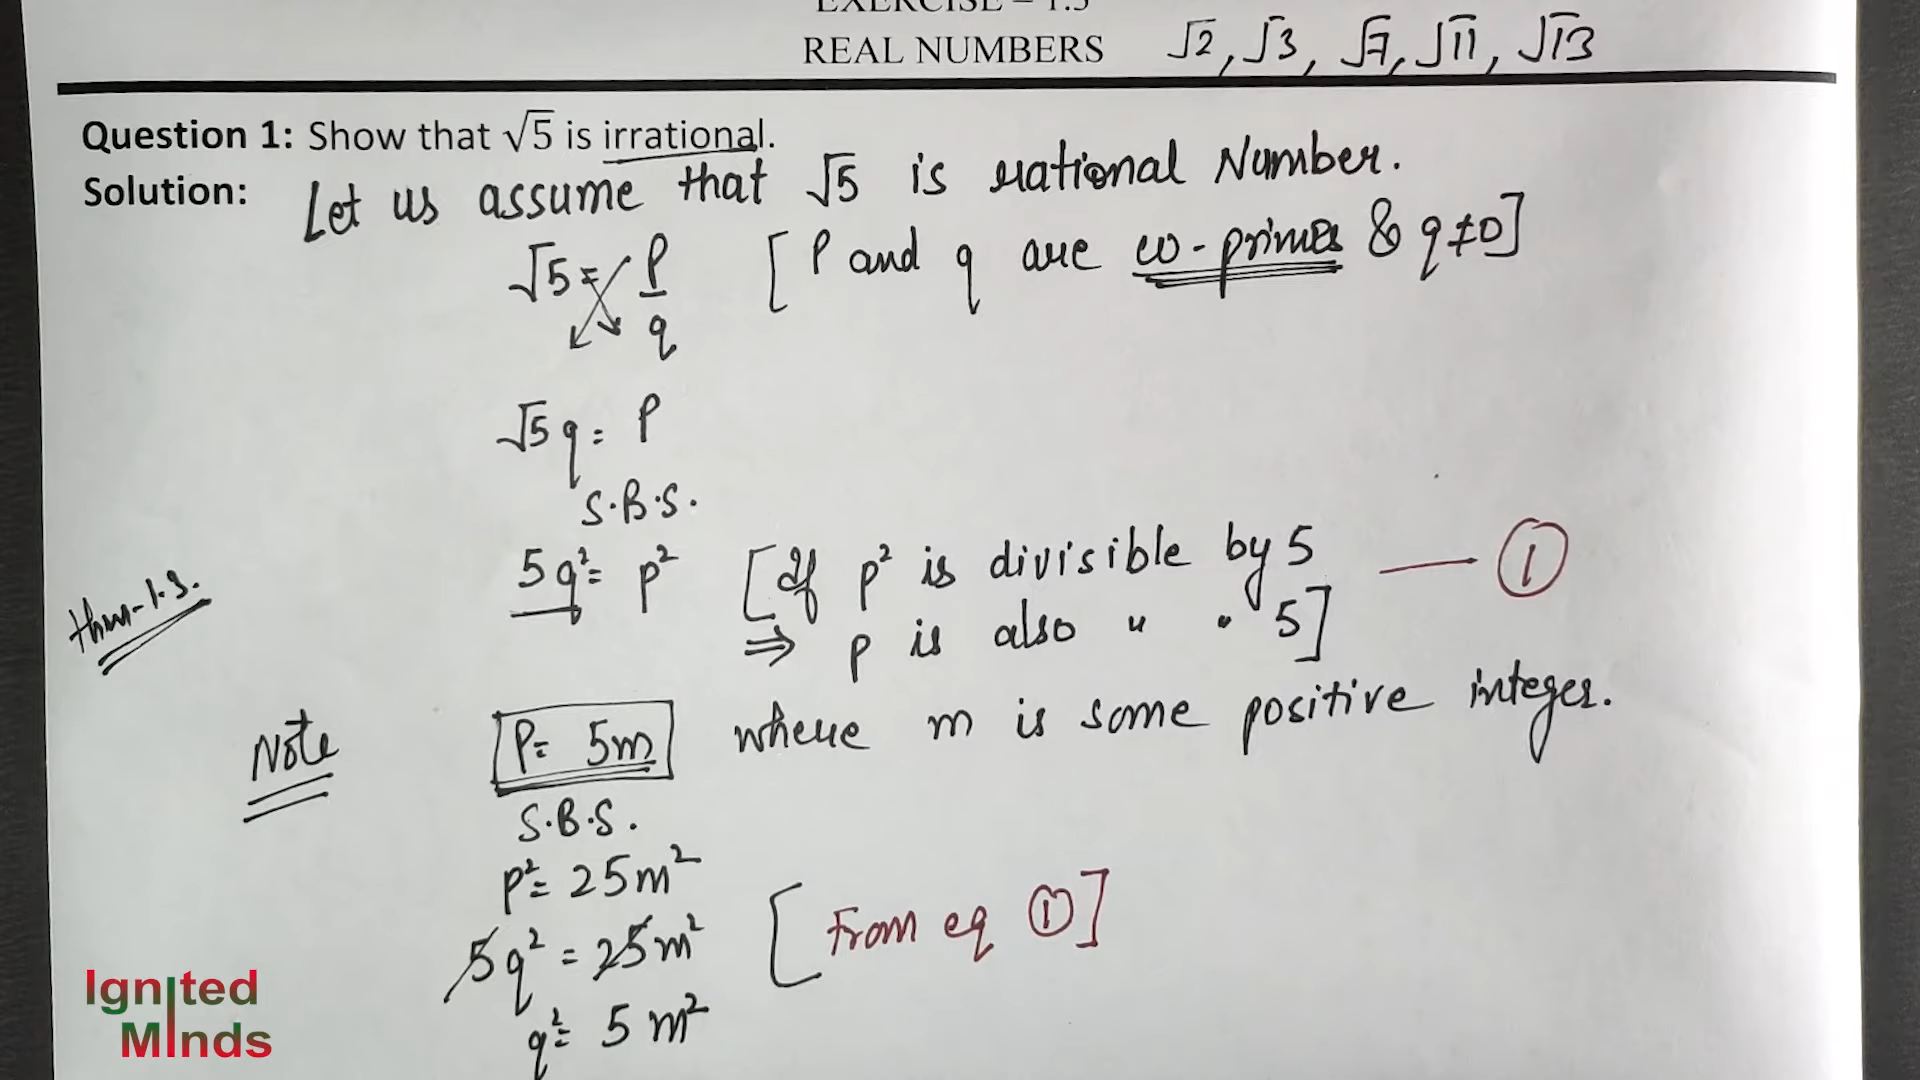 EXERCISE – 1.3
REAL NUMBERS √2, √3, √7, √11, √13
Question 1: Show that √5 is irrational.
Solution: Let us assume that √5 is rational Number.
√5 = P/q [P and q are co-primes & q≠0]
√5 q = P
S.B.S.
5q² = p² [If p² is divisible by 5 — ①
⇒ p is also " " 5]
Thm-1.3.
Note P = 5m where m is some positive integer.
S.B.S.
p² = 25m²
5q² = 25m² [From eq ①]
q² = 5m²
Ignited
Minds